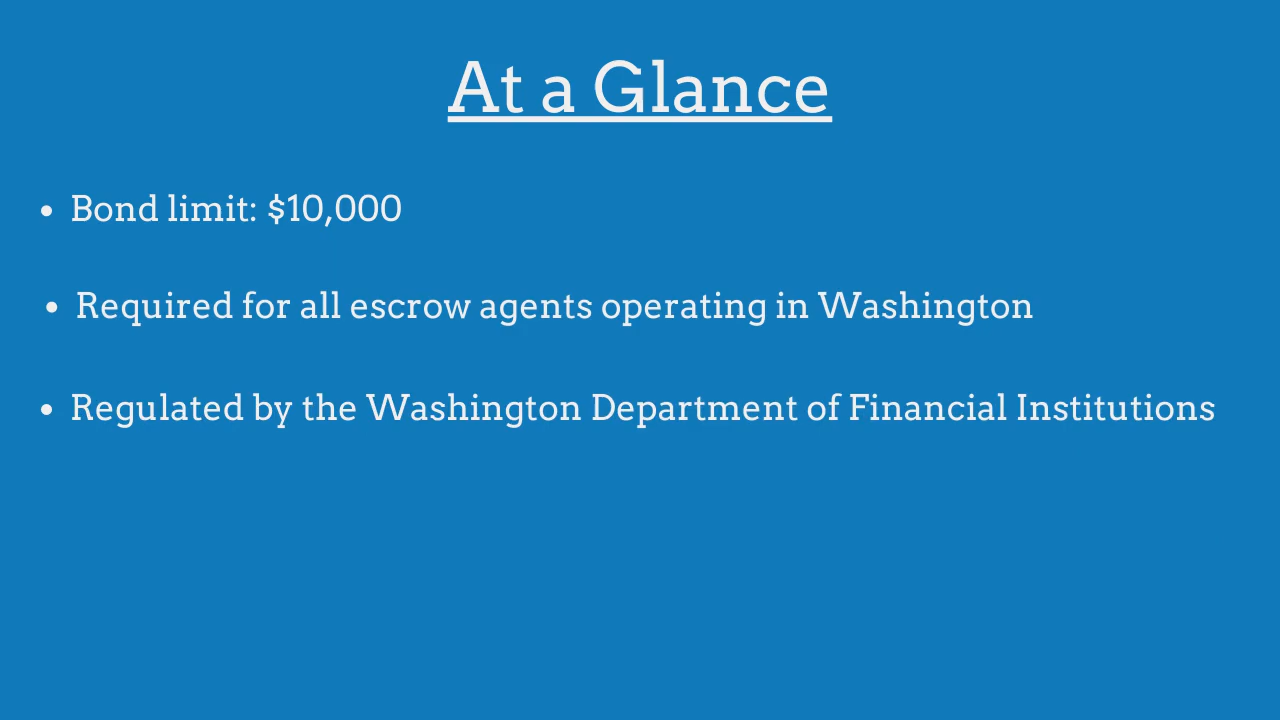 At a Glance
• Bond limit: $10,000
• Required for all escrow agents operating in Washington
• Regulated by the Washington Department of Financial Institutions